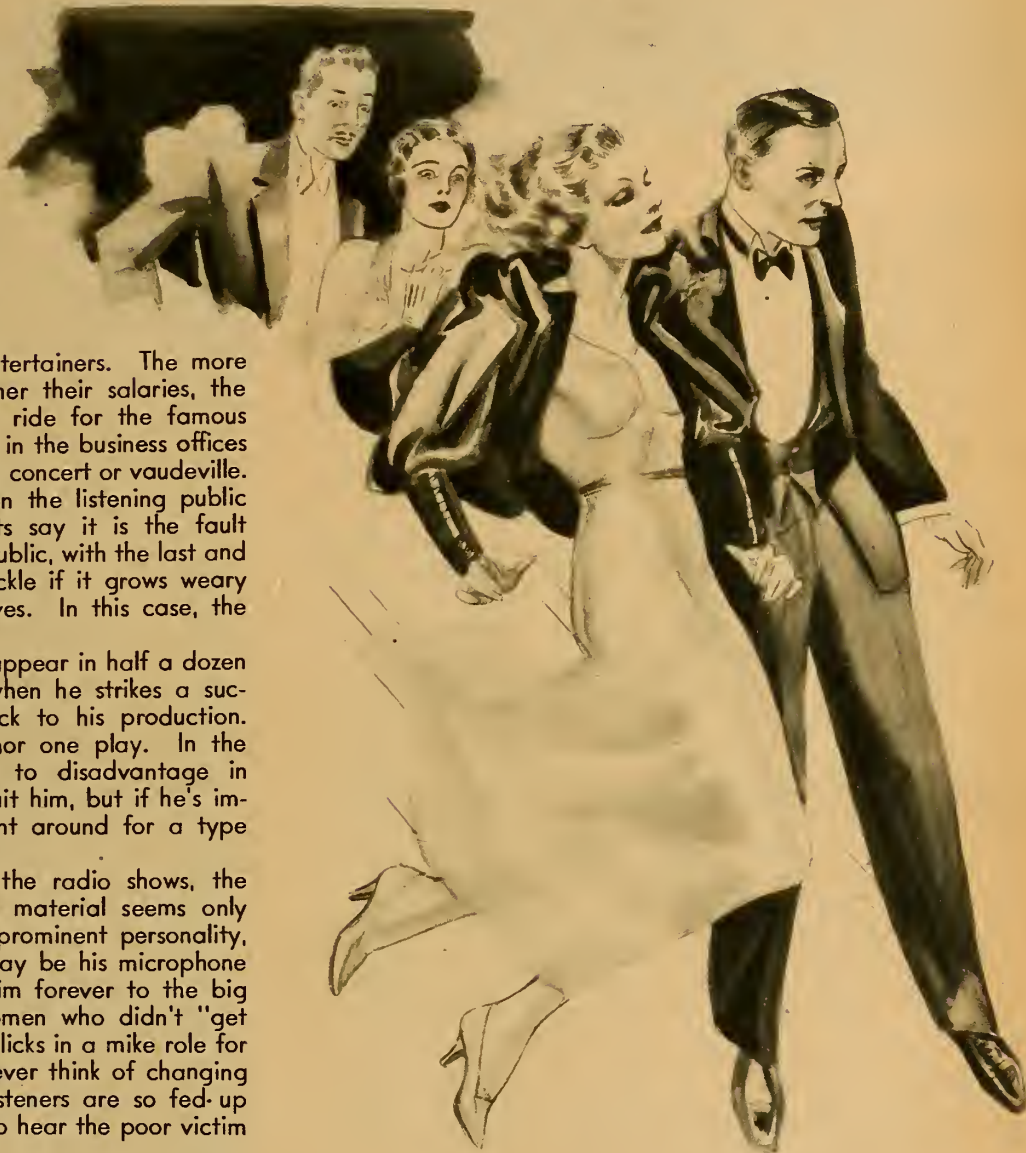 tertainers. The more
her their salaries, the
ride for the famous
in the business offices
concert or vaudeville.
n the listening public
ts say it is the fault
ublic, with the last and
ckle if it grows weary
ves. In this case, the
appear in half a dozen
when he strikes a suc-
ck to his production.
nor one play. In the
to disadvantage in
uit him, but if he's im-
nt around for a type
the radio shows, the
material seems only
prominent personality,
ay be his microphone
im forever to the big
men who didn't "get
licks in a mike role for
ever think of changing
steners are so fed-up
o hear the poor victim